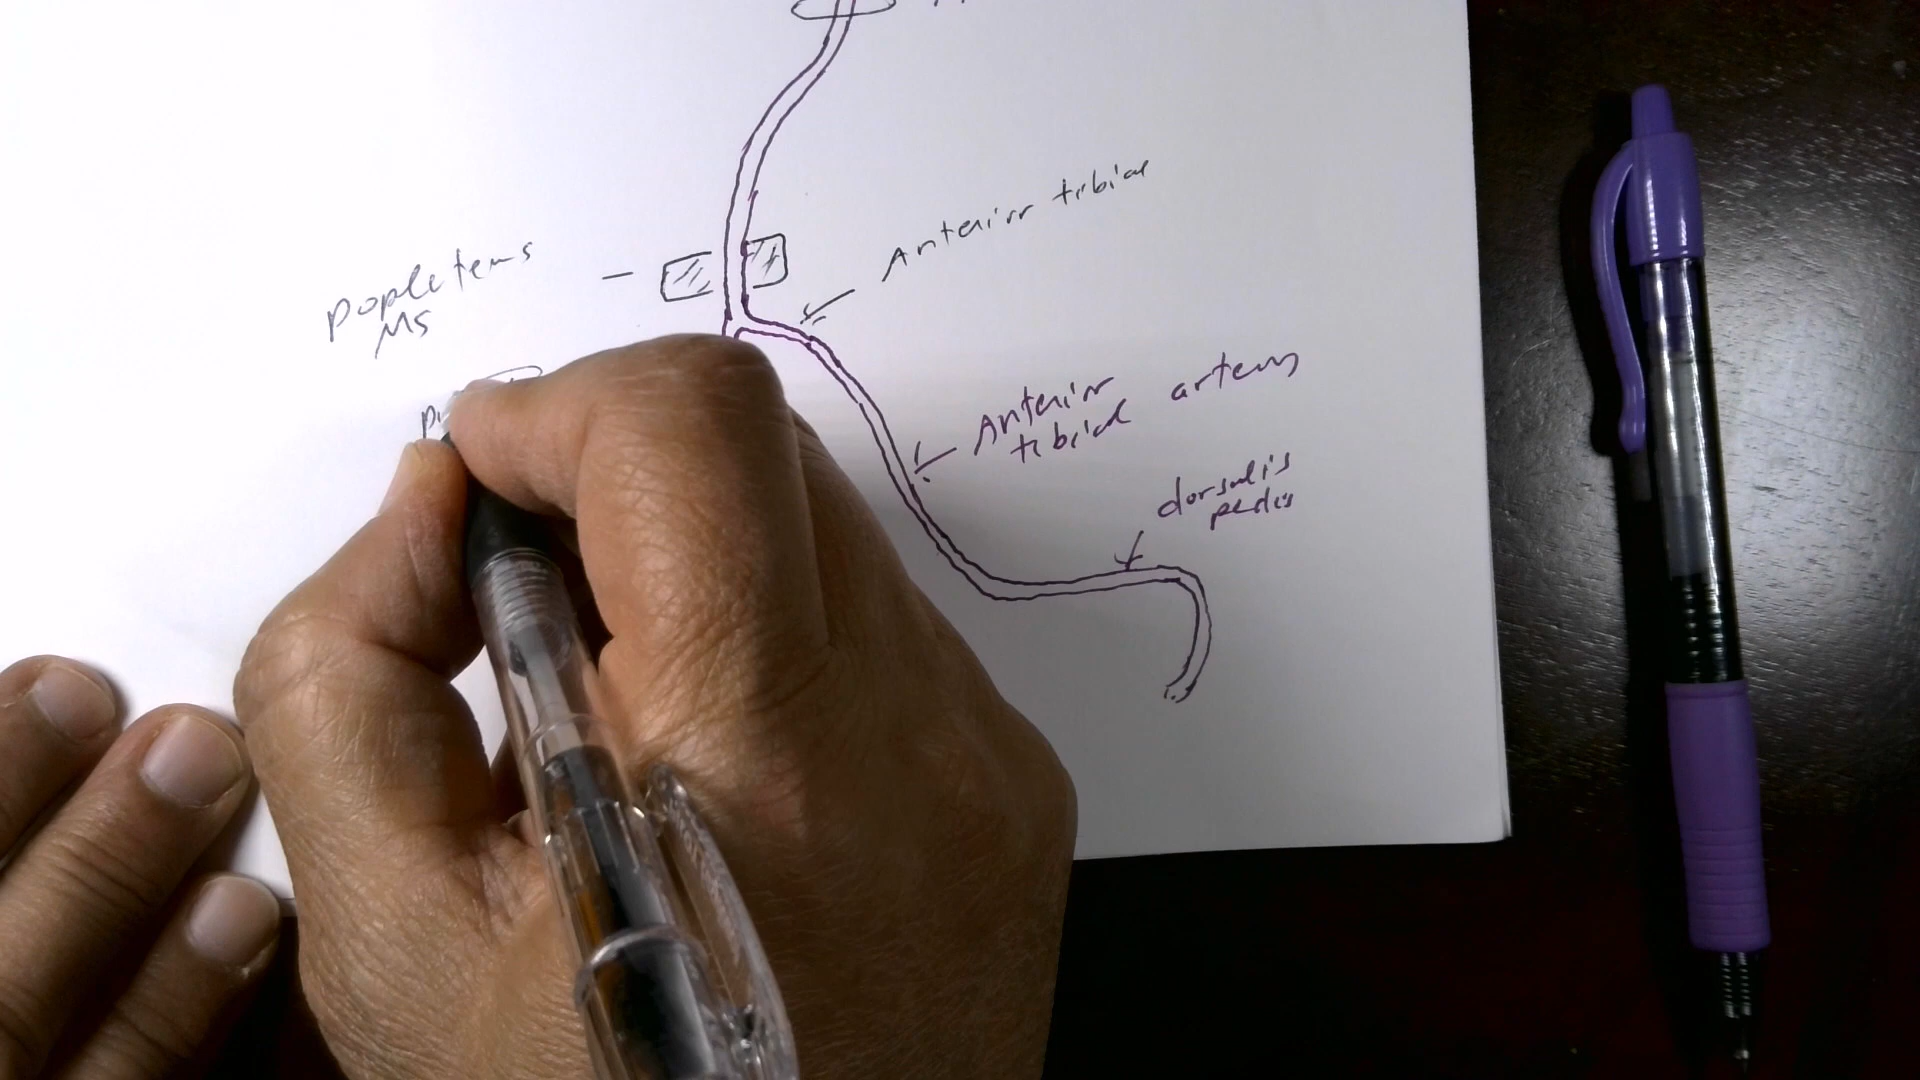 Anterior tibial
popleteus
MS
Anterior artery
tibial
dorsalis
pedis